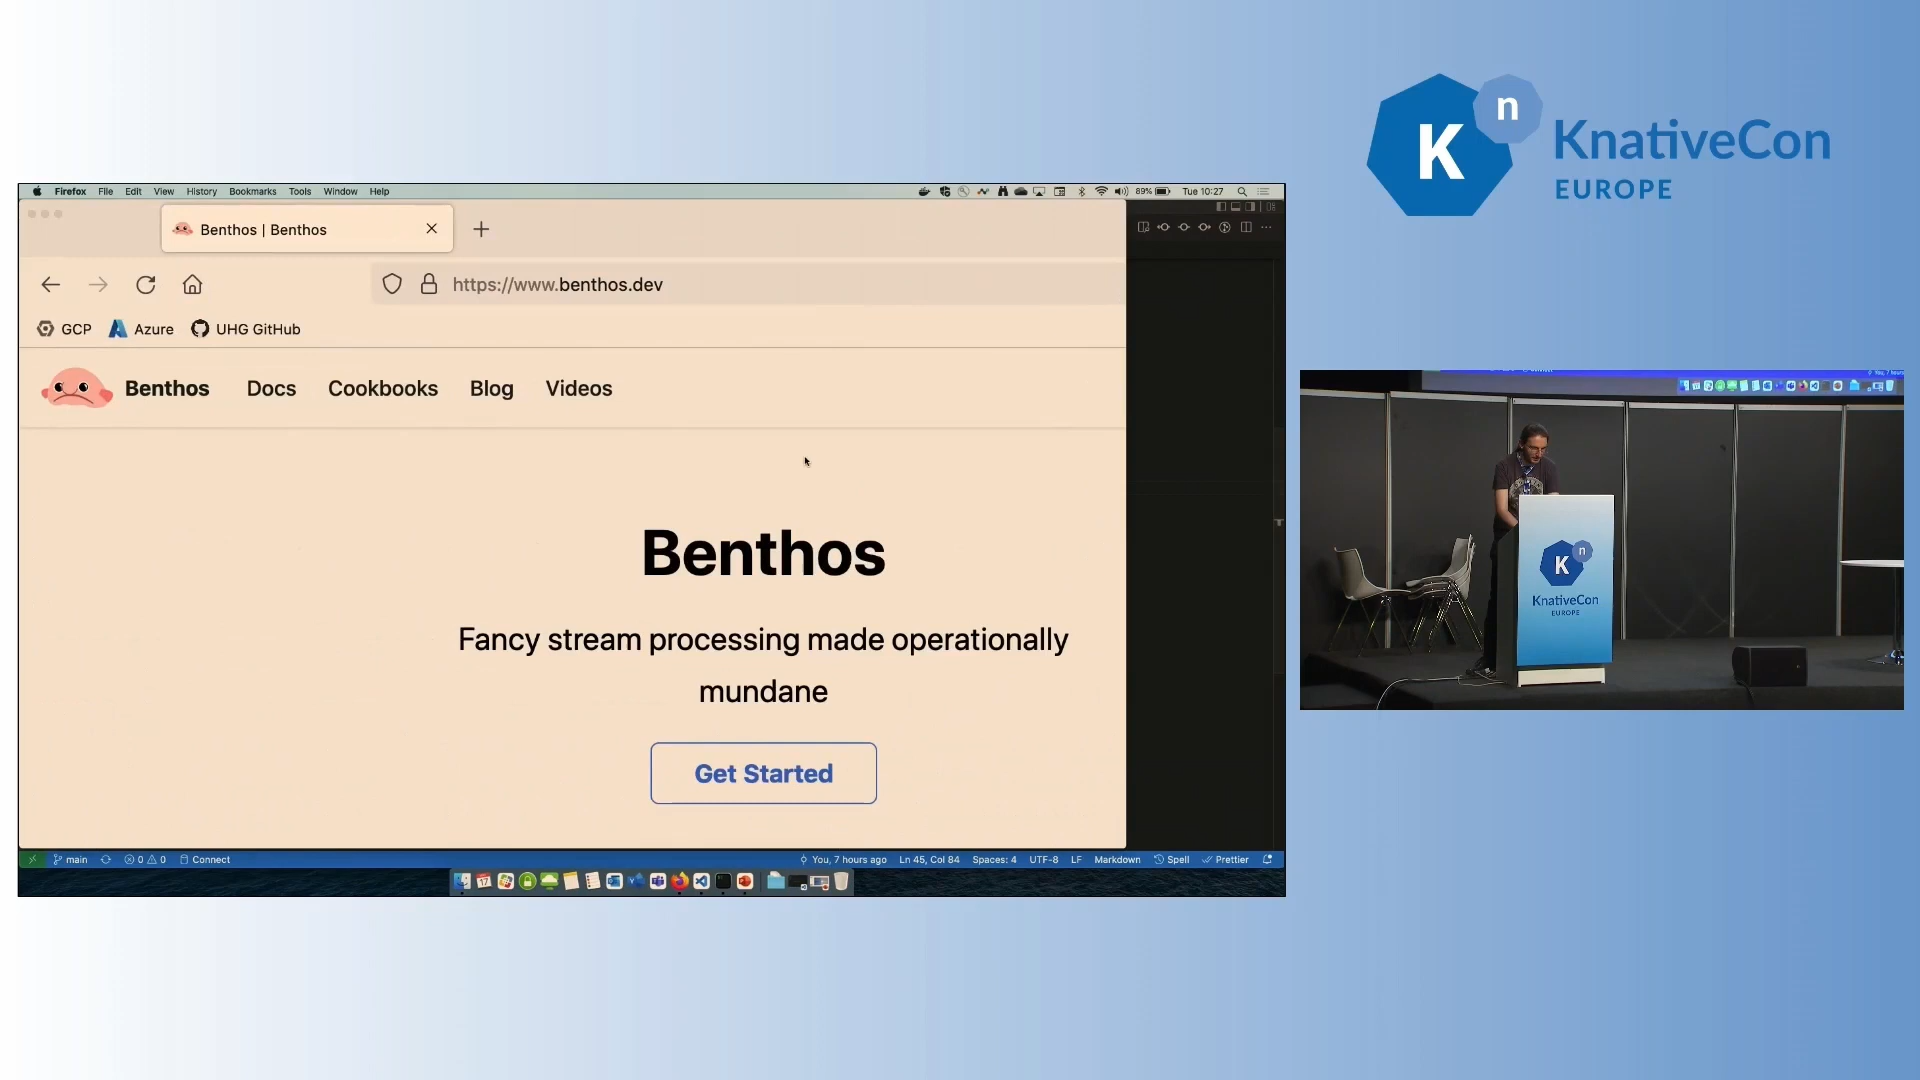 K n KnativeCon
EUROPE
Firefox File Edit View History Bookmarks Tools Window Help 89% Tue 10:27
Benthos | Benthos
https://www.benthos.dev
GCP Azure UHG GitHub
Benthos Docs Cookbooks Blog Videos
Benthos
Fancy stream processing made operationally
mundane
Get Started
main 0 0 Connect You, 7 hours ago Ln 45, Col 84 Spaces: 4 UTF-8 LF Markdown Spell Prettier
17
K n
KnativeCon
EUROPE